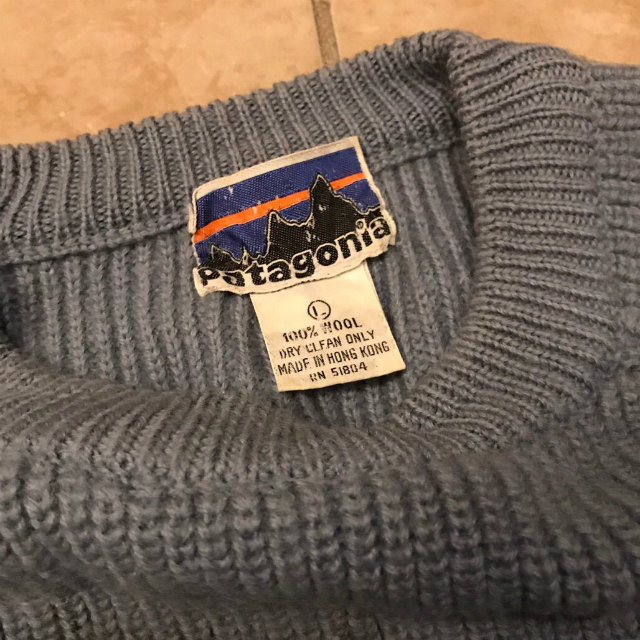 Patagonia
L
100% WOOL
DRY CLEAN ONLY
MADE IN HONG KONG
RN 51884